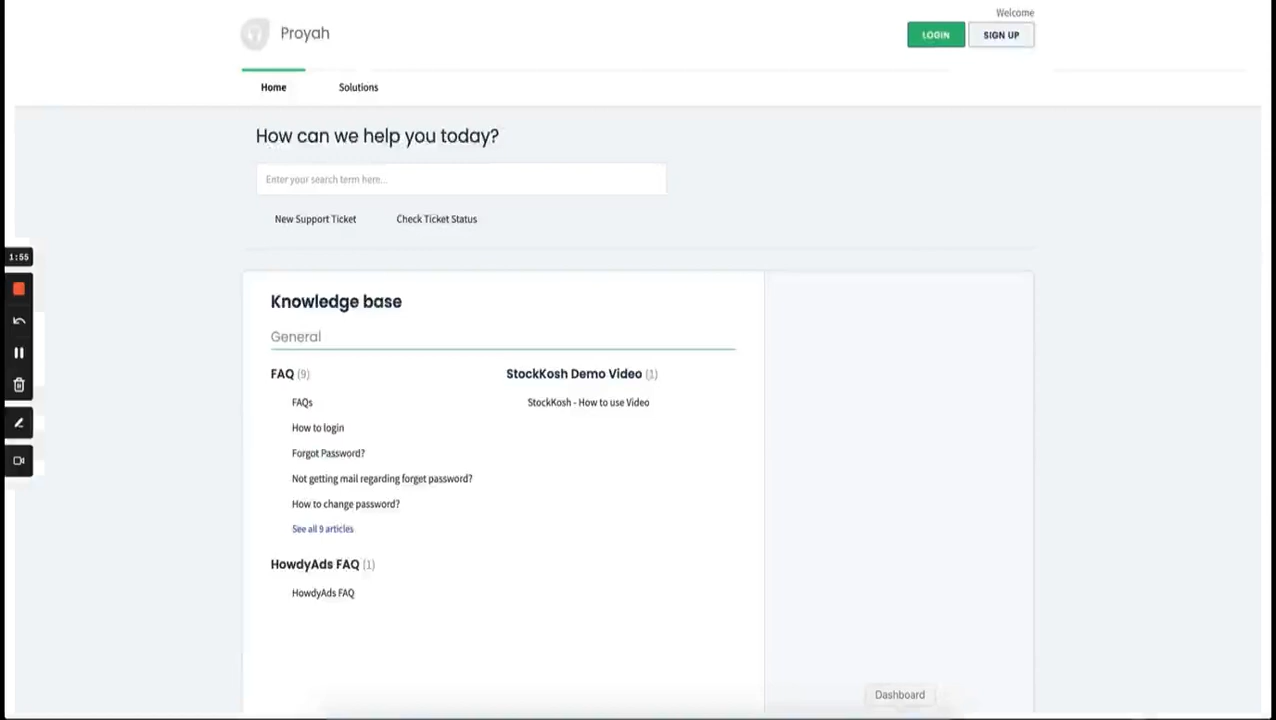 Welcome
Proyah
LOGIN
SIGN UP
Home
Solutions
How can we help you today?
Enter your search term here...
New Support Ticket
Check Ticket Status
1:55
Knowledge base
General
FAQ (9)
FAQs
How to login
Forgot Password?
Not getting mail regarding forget password?
How to change password?
See all 9 articles
StockKosh Demo Video (1)
StockKosh - How to use Video
HowdyAds FAQ (1)
HowdyAds FAQ
Dashboard